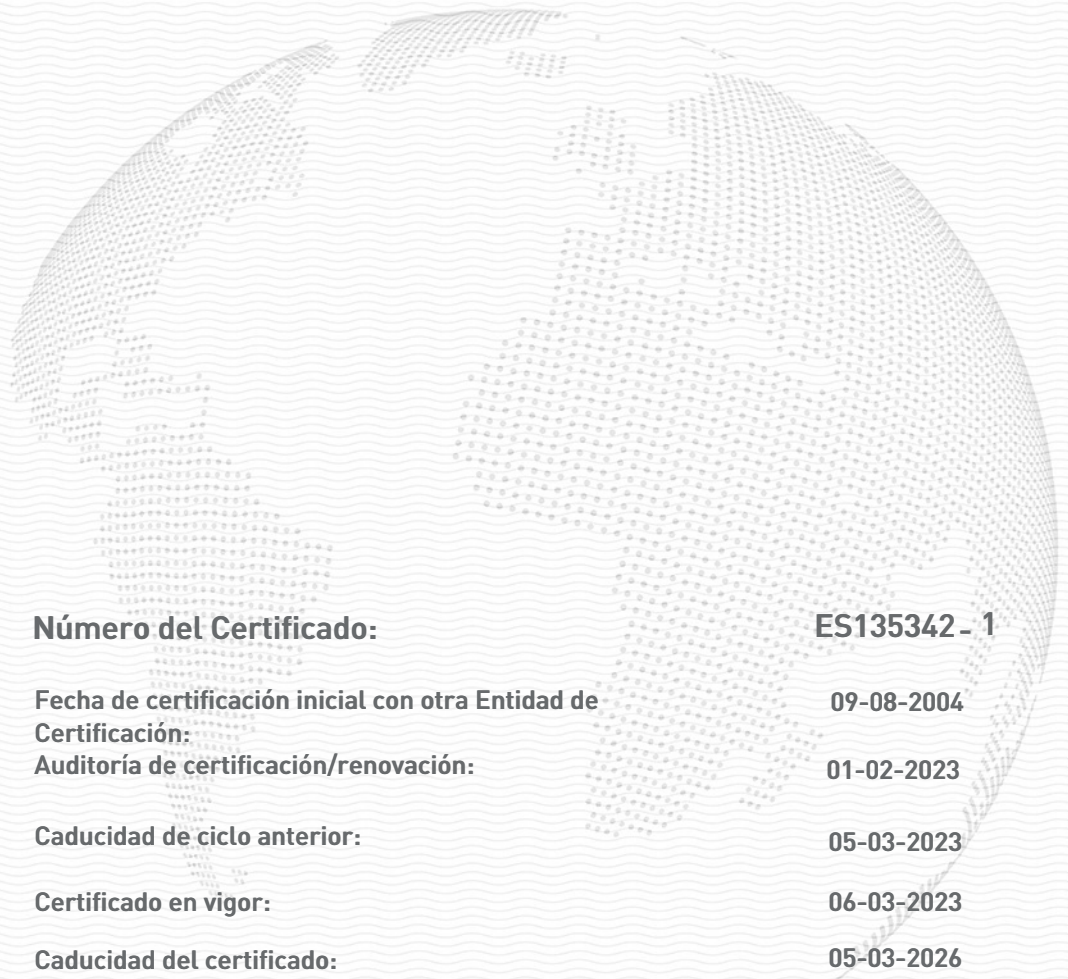 Número del Certificado: ES135342- 1
Fecha de certificación inicial con otra Entidad de 09-08-2004
Certificación:
Auditoría de certificación/renovación: 01-02-2023
Caducidad de ciclo anterior: 05-03-2023
Certificado en vigor: 06-03-2023
Caducidad del certificado: 05-03-2026